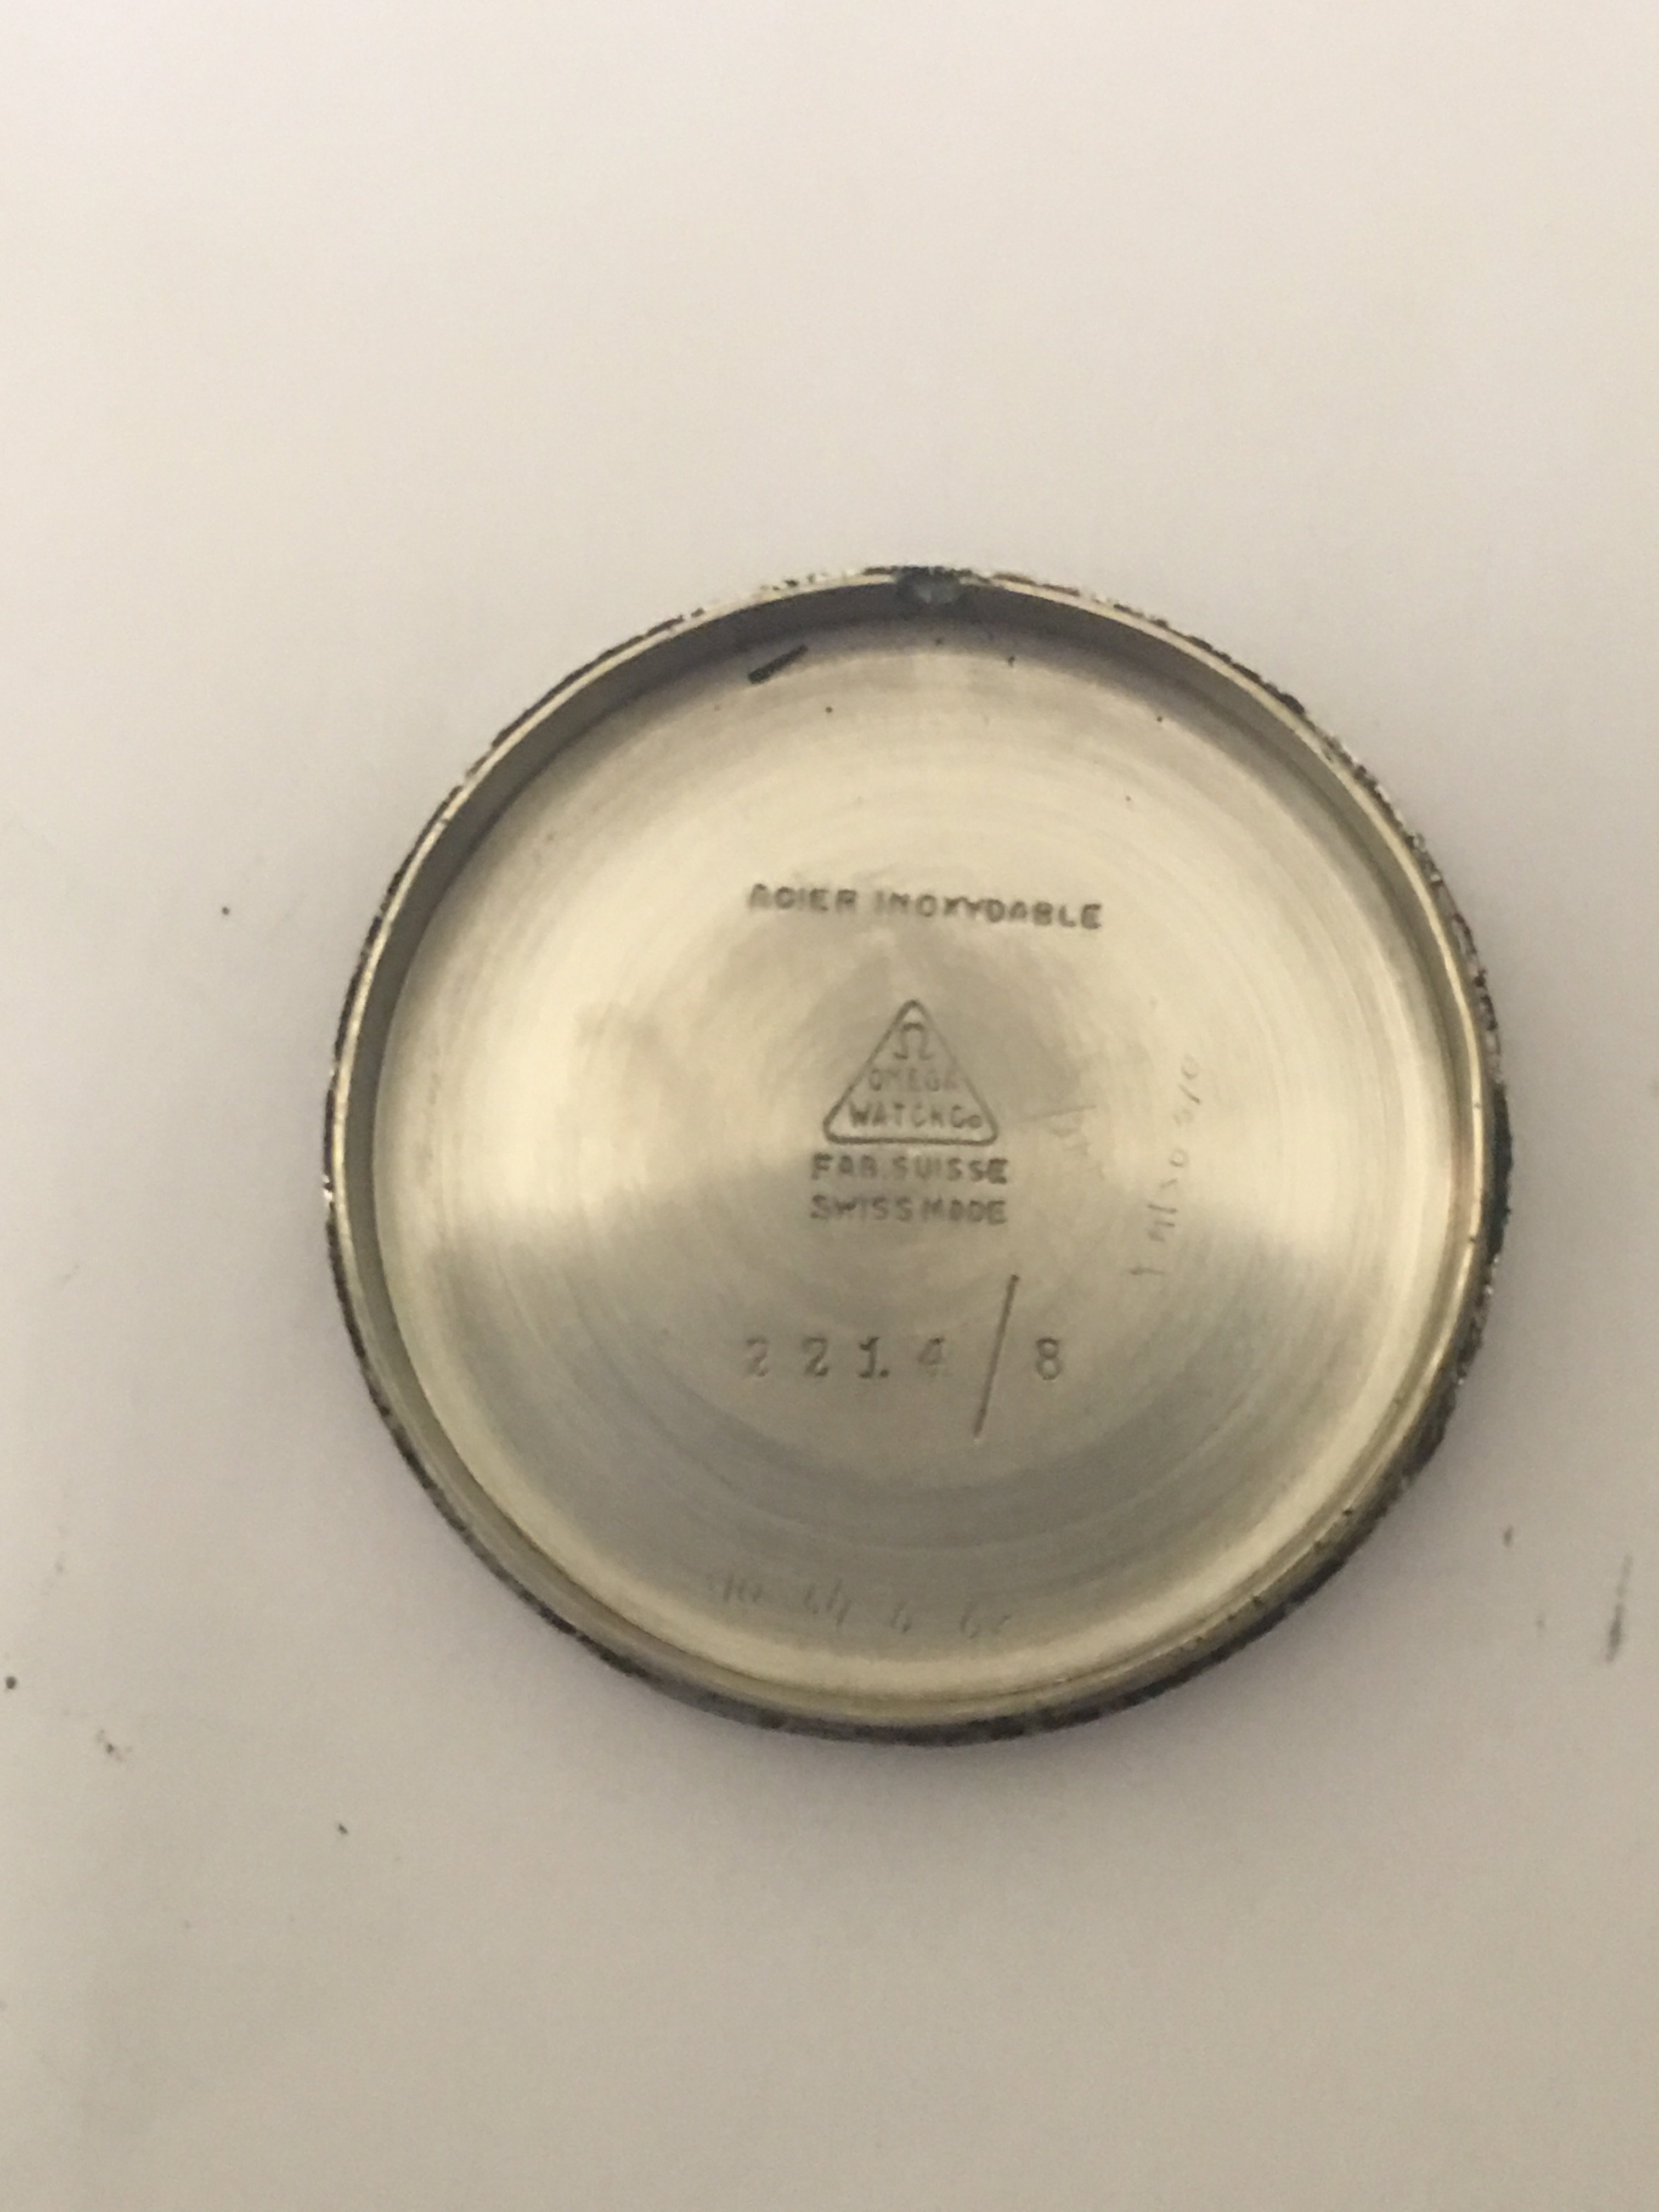 ACIER INOXYDABLE
Ω
OMEGA
WATCH Co
FAB. SUISSE
SWISS MADE
2214/8